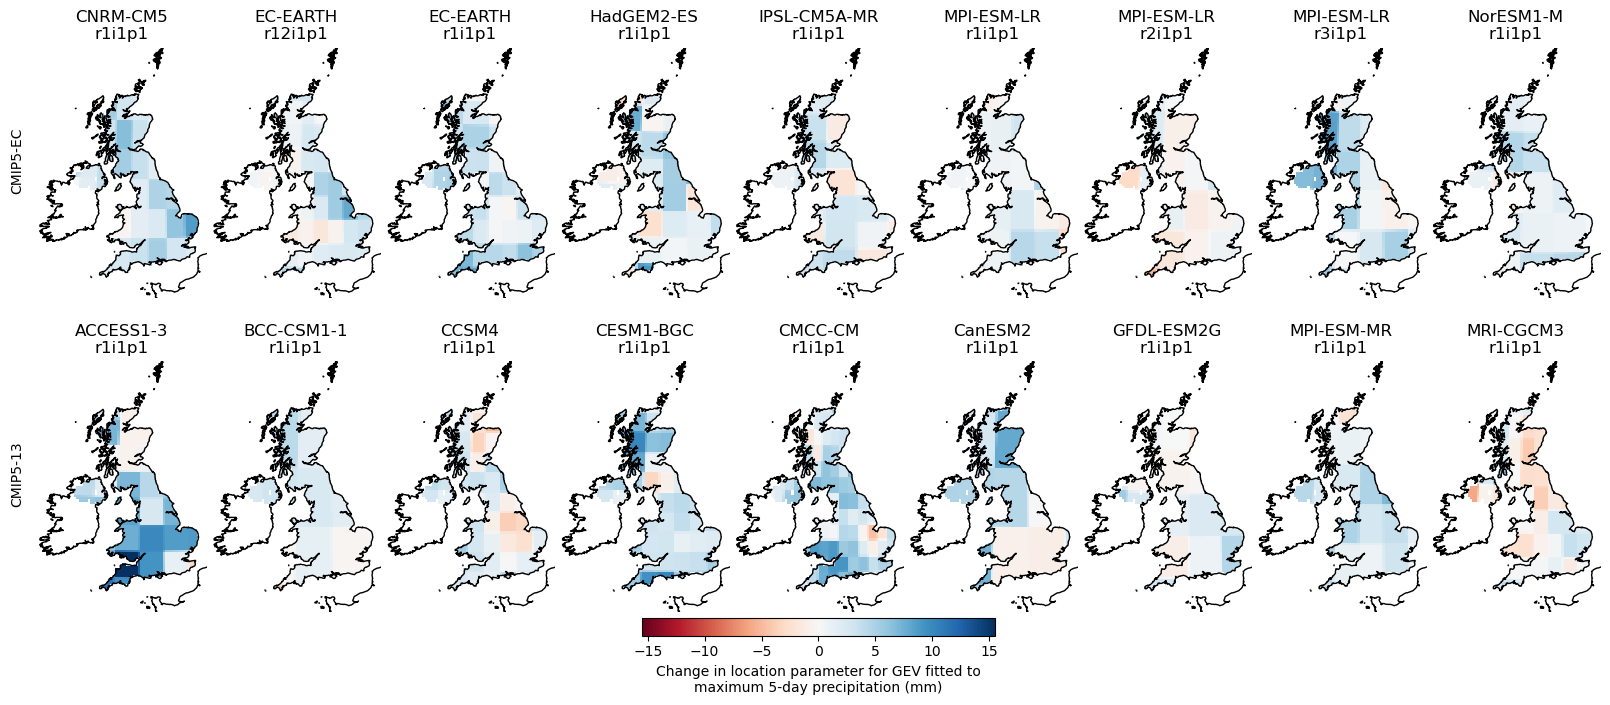 CNRM-CM5
r1i1p1
EC-EARTH
r12i1p1
EC-EARTH
r1i1p1
HadGEM2-ES
r1i1p1
IPSL-CM5A-MR
r1i1p1
MPI-ESM-LR
r1i1p1
MPI-ESM-LR
r2i1p1
MPI-ESM-LR
r3i1p1
NorESM1-M
r1i1p1
CMIP5-EC
ACCESS1-3
r1i1p1
BCC-CSM1-1
r1i1p1
CCSM4
r1i1p1
CESM1-BGC
r1i1p1
CMCC-CM
r1i1p1
CanESM2
r1i1p1
GFDL-ESM2G
r1i1p1
MPI-ESM-MR
r1i1p1
MRI-CGCM3
r1i1p1
CMIP5-13
−15 −10 −5 0 5 10 15
Change in location parameter for GEV fitted to
maximum 5-day precipitation (mm)